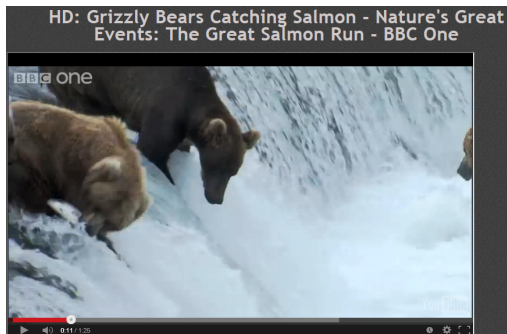 HD: Grizzly Bears Catching Salmon - Nature's Great
Events: The Great Salmon Run - BBC One
BBC one
YouTube
0:11 / 1:25